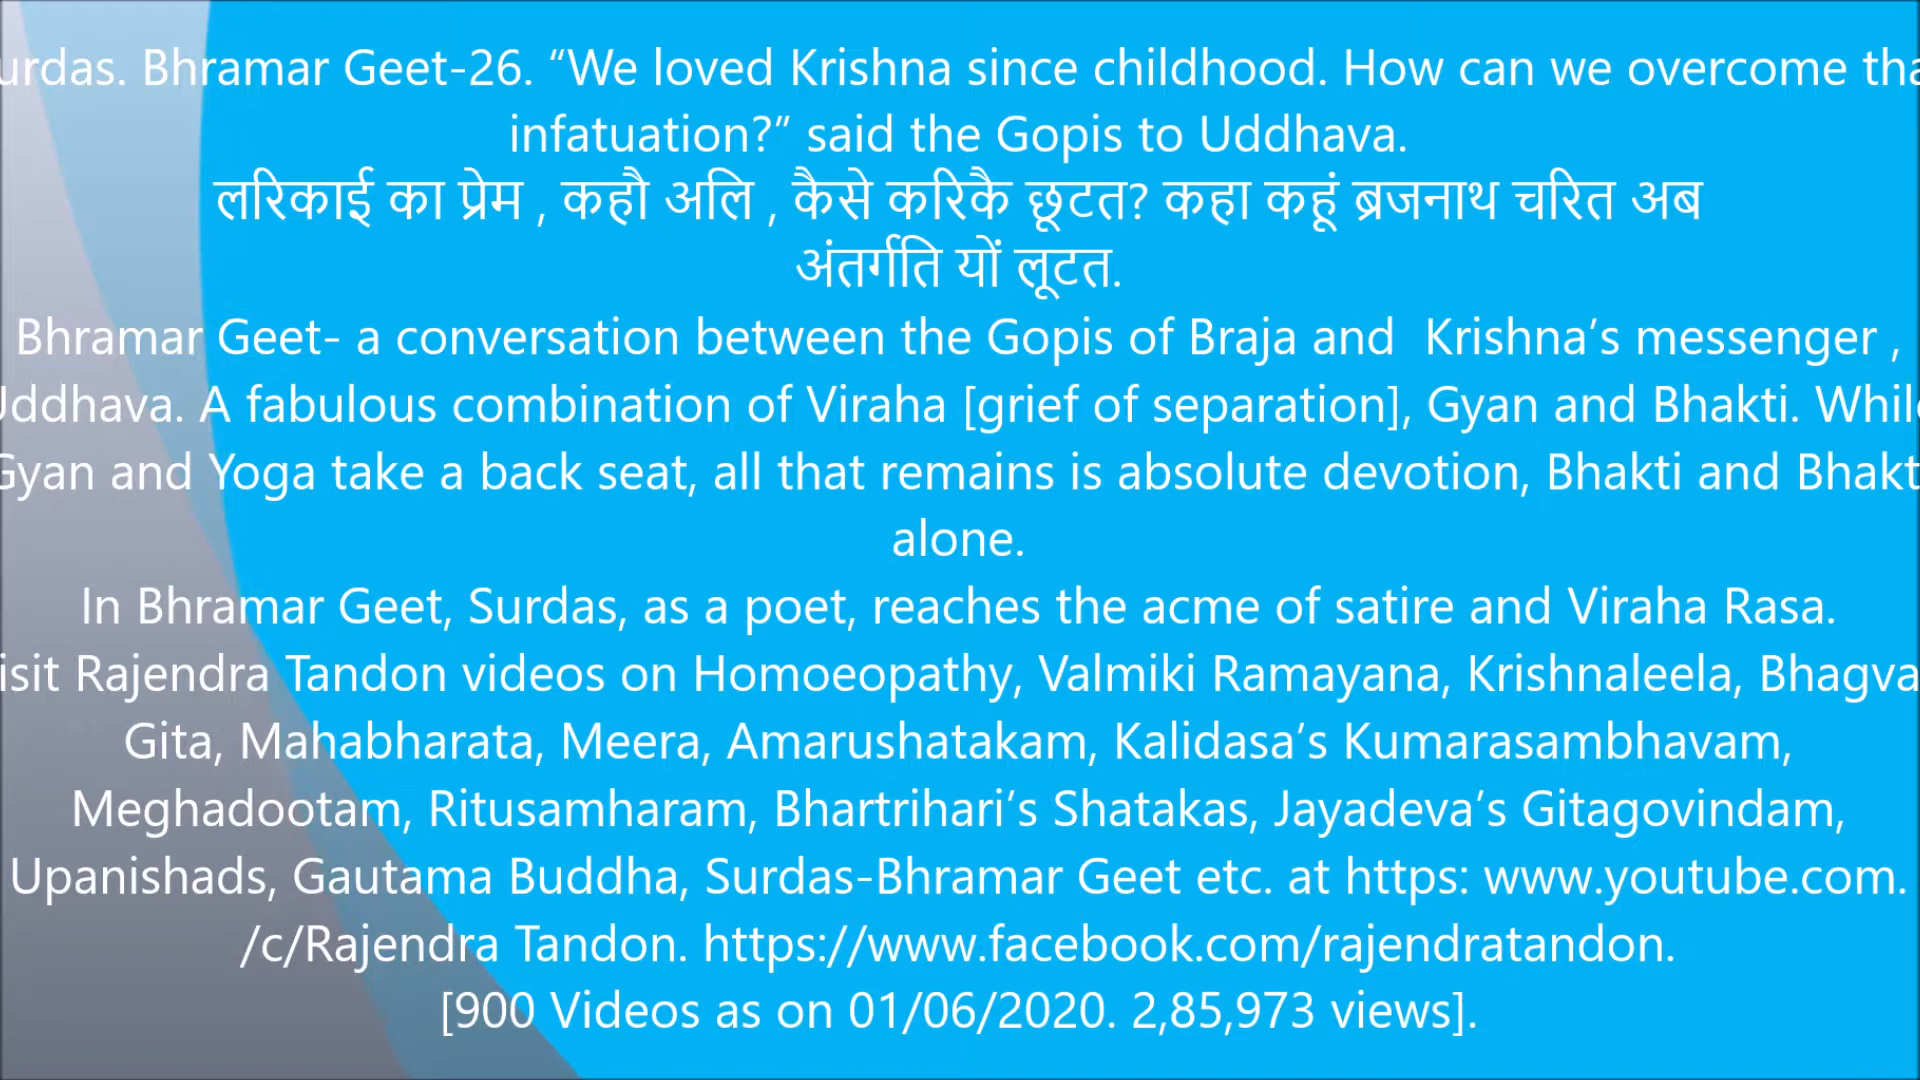 urdas. Bhramar Geet-26. “We loved Krishna since childhood. How can we overcome tha
infatuation?” said the Gopis to Uddhava.
लरिकाई का प्रेम , कहौ अलि , कैसे करिकै छूटत? कहा कहूं ब्रजनाथ चरित अब
अंतर्गति यों लूटत.
Bhramar Geet- a conversation between the Gopis of Braja and  Krishna’s messenger ,
Uddhava. A fabulous combination of Viraha [grief of separation], Gyan and Bhakti. While
Gyan and Yoga take a back seat, all that remains is absolute devotion, Bhakti and Bhakt
alone.
In Bhramar Geet, Surdas, as a poet, reaches the acme of satire and Viraha Rasa.
isit Rajendra Tandon videos on Homoeopathy, Valmiki Ramayana, Krishnaleela, Bhagva
Gita, Mahabharata, Meera, Amarushatakam, Kalidasa’s Kumarasambhavam,
Meghadootam, Ritusamharam, Bhartrihari’s Shatakas, Jayadeva’s Gitagovindam,
Upanishads, Gautama Buddha, Surdas-Bhramar Geet etc. at https: www.youtube.com.
/c/Rajendra Tandon. https://www.facebook.com/rajendratandon.
[900 Videos as on 01/06/2020. 2,85,973 views].